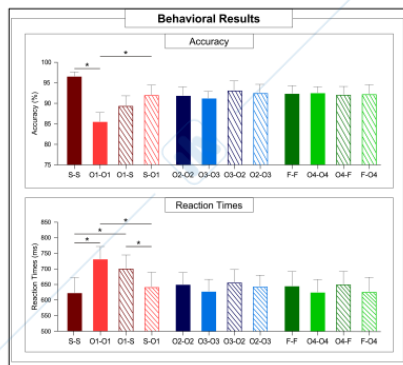 Behavioral Results
Accuracy
Accuracy (%)
100
95
90
85
80
75
* *
S-S O1-O1 O1-S S-O1 O2-O2 O3-O3 O3-O2 O2-O3 F-F O4-O4 O4-F F-O4
Reaction Times
Reaction Times (ms)
850
800
750
700
650
600
550
500
* * * *
S-S O1-O1 O1-S S-O1 O2-O2 O3-O3 O3-O2 O2-O3 F-F O4-O4 O4-F F-O4